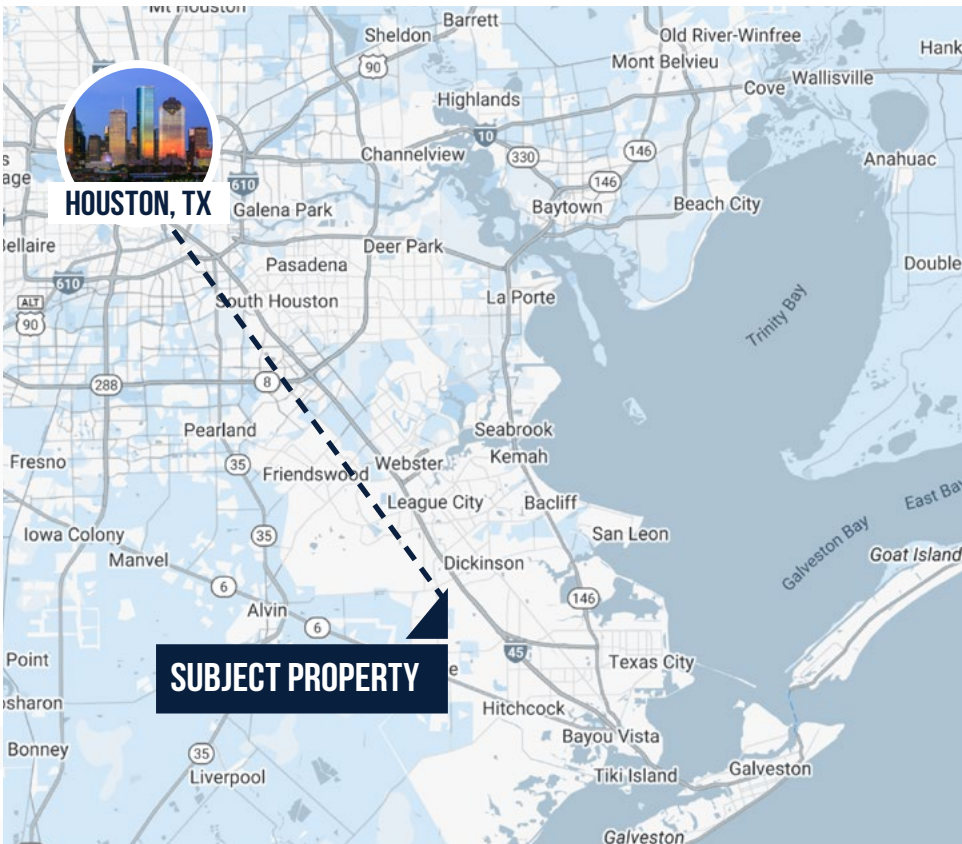 Mt Houston
Barrett
Sheldon
90
Old River-Winfree
Mont Belvieu
Hank
Wallisville
Cove
Highlands
10
Channelview
330
146
146
Anahuac
610
HOUSTON, TX
Galena Park
Baytown
Beach City
Bellaire
Deer Park
Pasadena
610
Double
ALT
90
South Houston
La Porte
Trinity Bay
8
288
Pearland
Seabrook
Kemah
Fresno
35
Friendswood
Webster
League City
Bacliff
East Bay
San Leon
Iowa Colony
35
Manvel
Dickinson
Galveston Bay
Goat Island
6
146
Alvin
6
Point
45
Texas City
SUBJECT PROPERTY
Hitchcock
Bayou Vista
Bonney
35
Liverpool
Tiki Island
Galveston
Galveston